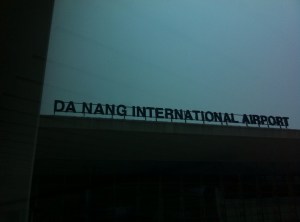 DA NANG INTERNATIONAL AIRPORT